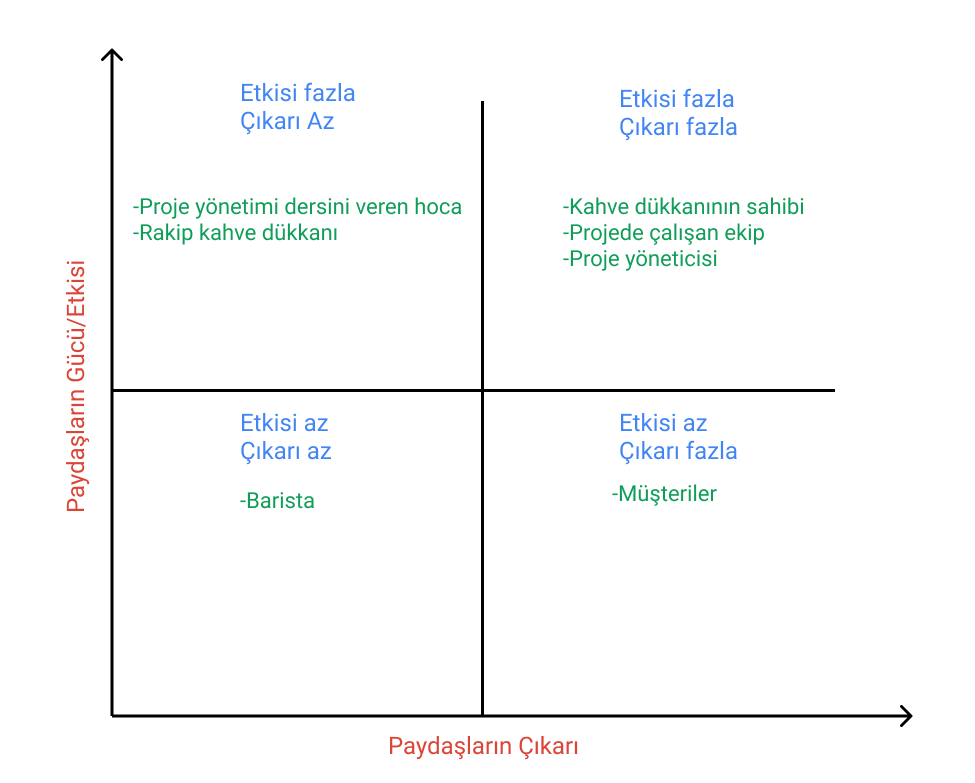 Etkisi fazla
Çıkarı Az
Etkisi fazla
Çıkarı fazla
-Proje yönetimi dersini veren hoca
-Rakip kahve dükkanı
-Kahve dükkanının sahibi
-Projede çalışan ekip
-Proje yöneticisi
Paydaşların Gücü/Etkisi
Etkisi az
Çıkarı az
Etkisi az
Çıkarı fazla
-Barista
-Müşteriler
Paydaşların Çıkarı